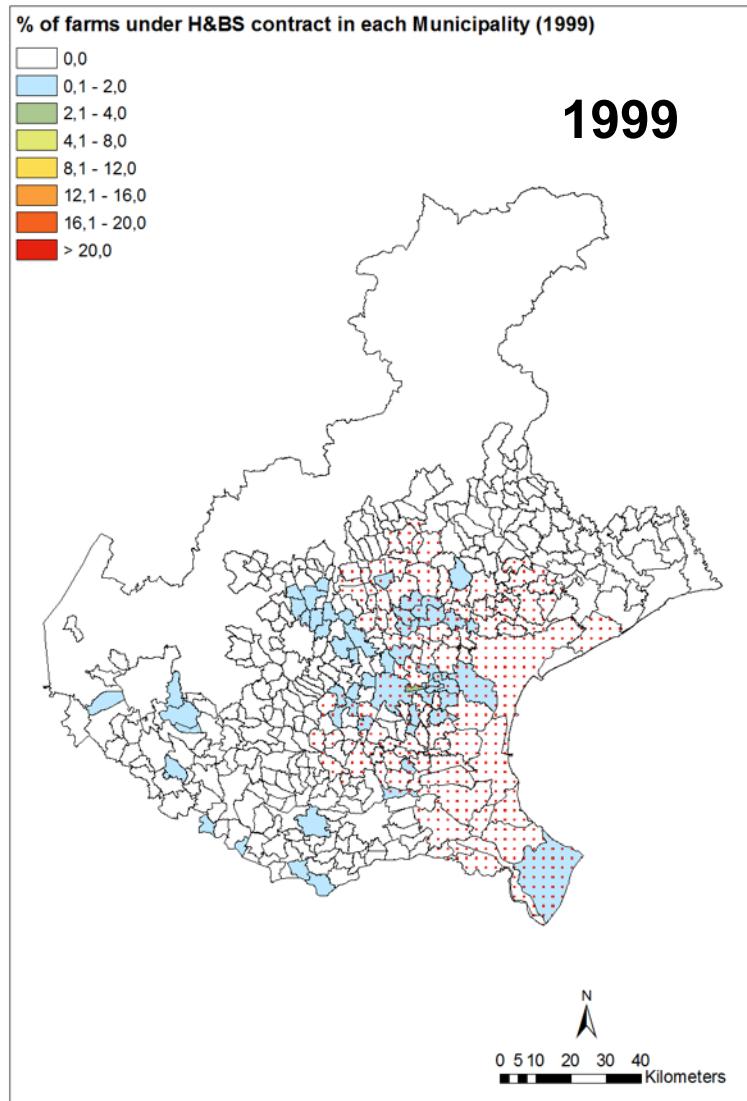 % of farms under H&BS contract in each Municipality (1999)
0,0
0,1 - 2,0
2,1 - 4,0
4,1 - 8,0
8,1 - 12,0
12,1 - 16,0
16,1 - 20,0
> 20,0
1999
N
0 5 10 20 30 40
Kilometers